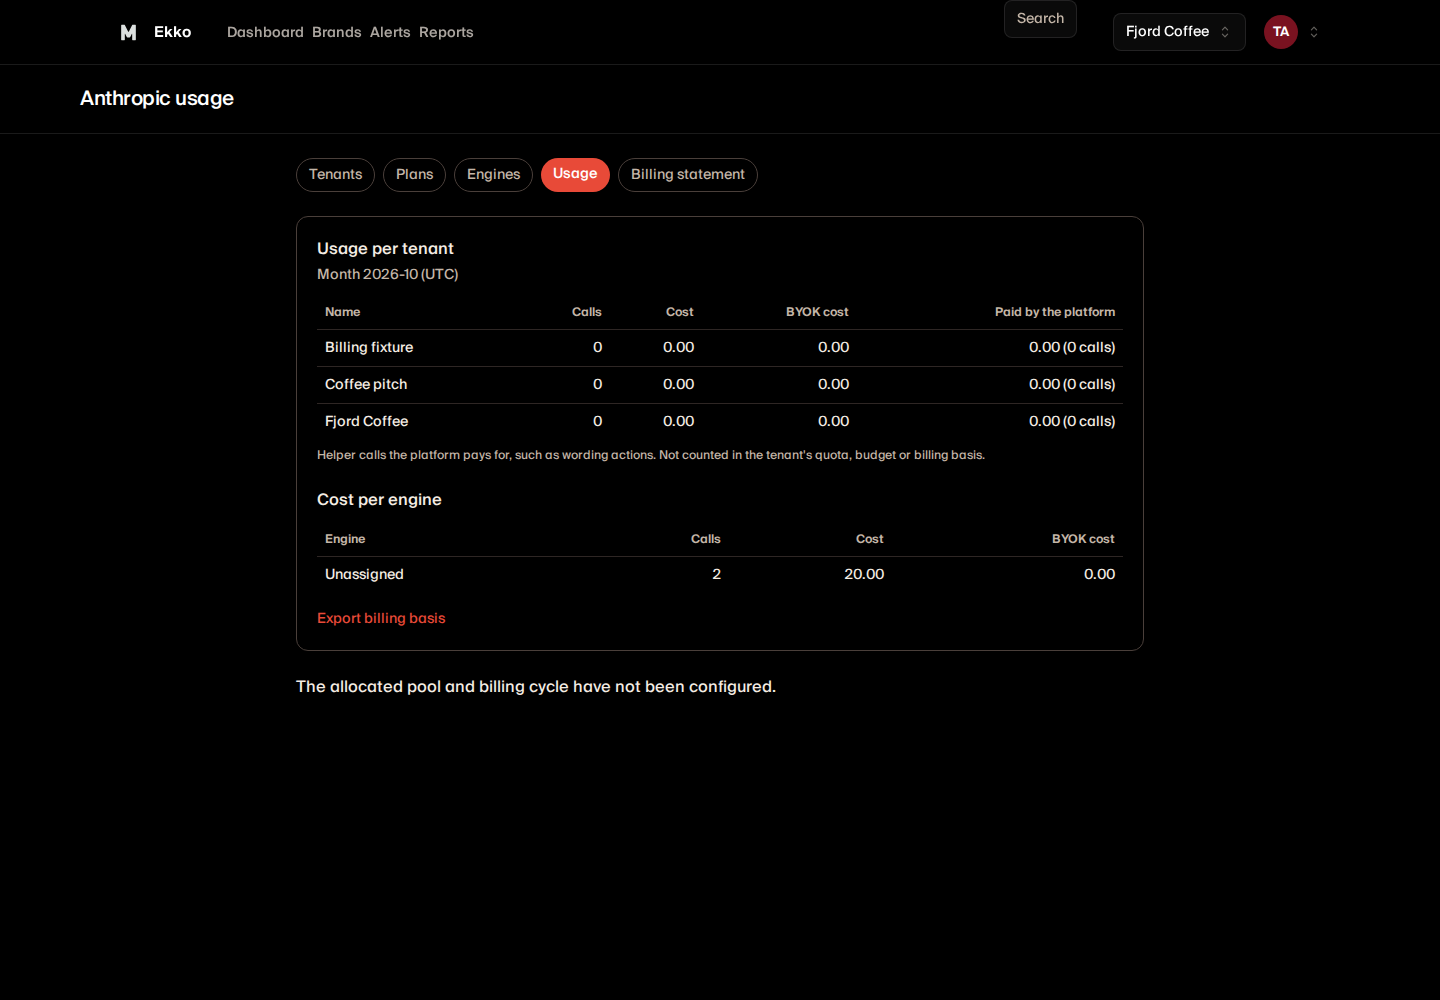 M Ekko Dashboard Brands Alerts Reports Search Fjord Coffee TA
Anthropic usage
Tenants Plans Engines Usage Billing statement
Usage per tenant
Month 2026-10 (UTC)
Name Calls Cost BYOK cost Paid by the platform
Billing fixture 0 0.00 0.00 0.00 (0 calls)
Coffee pitch 0 0.00 0.00 0.00 (0 calls)
Fjord Coffee 0 0.00 0.00 0.00 (0 calls)
Helper calls the platform pays for, such as wording actions. Not counted in the tenant's quota, budget or billing basis.
Cost per engine
Engine Calls Cost BYOK cost
Unassigned 2 20.00 0.00
Export billing basis
The allocated pool and billing cycle have not been configured.